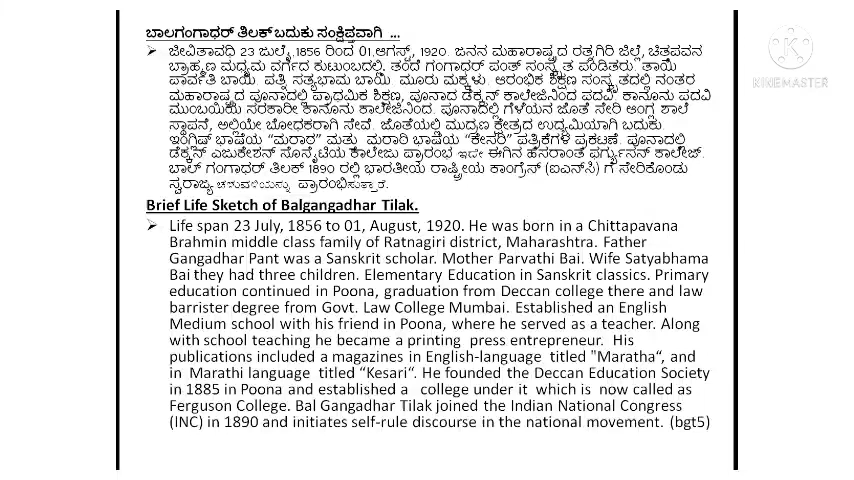 ಬಾಲಗಂಗಾಧರ್ ತಿಲಕ್ ಬದುಕು ಸಂಕ್ಷಿಪ್ತವಾಗಿ ...
➢ ಜೀವಿತಾವಧಿ 23 ಜುಲೈ,1856 ರಿಂದ 01,ಆಗಸ್ಟ್, 1920. ಜನನ ಮಹಾರಾಷ್ಟ್ರದ ರತ್ನಗಿರಿ ಜಿಲ್ಲೆ, ಚಿತ್ತಪವನ
ಬ್ರಾಹ್ಮಣ ಮಧ್ಯಮ ವರ್ಗದ ಕುಟುಂಬದಲ್ಲಿ. ತಂದೆ ಗಂಗಾಧರ್ ಪಂತ್ ಸಂಸ್ಕೃತ ಪಂಡಿತರು. ತಾಯಿ
ಪಾರ್ವತಿ ಬಾಯಿ. ಪತ್ನಿ ಸತ್ಯಭಾಮ ಬಾಯಿ. ಮೂರು ಮಕ್ಕಳು. ಆರಂಭಿಕ ಶಿಕ್ಷಣ ಸಂಸ್ಕೃತದಲ್ಲಿ ನಂತರ
ಮಹಾರಾಷ್ಟ್ರದ ಪೂನಾದಲ್ಲಿ ಪ್ರಾಥಮಿಕ ಶಿಕ್ಷಣ, ಪೂನಾದ ಡೆಕ್ಕನ್ ಕಾಲೇಜಿನಿಂದ ಪದವಿ. ಕಾನೂನು ಪದವಿ
ಮುಂಬಯಿಯ ಸರಕಾರೀ ಕಾನೂನು ಕಾಲೇಜಿನಿಂದ. ಪೂನಾದಲ್ಲಿ ಗೆಳೆಯನ ಜೊತೆ ಸೇರಿ ಆಂಗ್ಲ ಶಾಲೆ
ಸ್ಥಾಪನೆ, ಅಲ್ಲಿಯೇ ಬೋಧಕರಾಗಿ ಸೇವೆ. ಜೊತೆಯಲ್ಲಿ ಮುದ್ರಣ ಕ್ಷೇತ್ರದ ಉದ್ಯಮಿಯಾಗಿ ಬದುಕು.
ಇಂಗ್ಲಿಷ್ ಭಾಷೆಯ “ಮರಾಠ” ಮತ್ತು ಮರಾಠಿ ಭಾಷೆಯ “ಕೇಸರಿ” ಪತ್ರಿಕೆಗಳ ಪ್ರಕಟಣೆ. ಪೂನಾದಲ್ಲಿ
ಡೆಕ್ಕನ್ ಎಜುಕೇಶನ್ ಸೊಸೈಟಿಯ ಕಾಲೇಜು ಪ್ರಾರಂಭ ಇದೇ ಈಗಿನ ಹೆಸರಾಂತ ಫರ್ಗ್ಯುಸನ್ ಕಾಲೇಜ್.
ಬಾಲ್ ಗಂಗಾಧರ್ ತಿಲಕ್ 1890 ರಲ್ಲಿ ಭಾರತೀಯ ರಾಷ್ಟ್ರೀಯ ಕಾಂಗ್ರೆಸ್ (ಐಎನ್‌ಸಿ) ಗೆ ಸೇರಿಕೊಂಡು
ಸ್ವರಾಜ್ಯ ಚಳುವಳಿಯನ್ನು ಪ್ರಾರಂಭಿಸುತ್ತಾರೆ.
Brief Life Sketch of Balgangadhar Tilak.
➢ Life span 23 July, 1856 to 01, August, 1920. He was born in a Chittapavana
Brahmin middle class family of Ratnagiri district, Maharashtra. Father
Gangadhar Pant was a Sanskrit scholar. Mother Parvathi Bai. Wife Satyabhama
Bai they had three children. Elementary Education in Sanskrit classics. Primary
education continued in Poona, graduation from Deccan college there and law
barrister degree from Govt. Law College Mumbai. Established an English
Medium school with his friend in Poona, where he served as a teacher. Along
with school teaching he became a printing press entrepreneur. His
publications included a magazines in English-language titled "Maratha“, and
in Marathi language titled “Kesari“. He founded the Deccan Education Society
in 1885 in Poona and established a college under it which is now called as
Ferguson College. Bal Gangadhar Tilak joined the Indian National Congress
(INC) in 1890 and initiates self-rule discourse in the national movement. (bgt5)
KINEMASTER